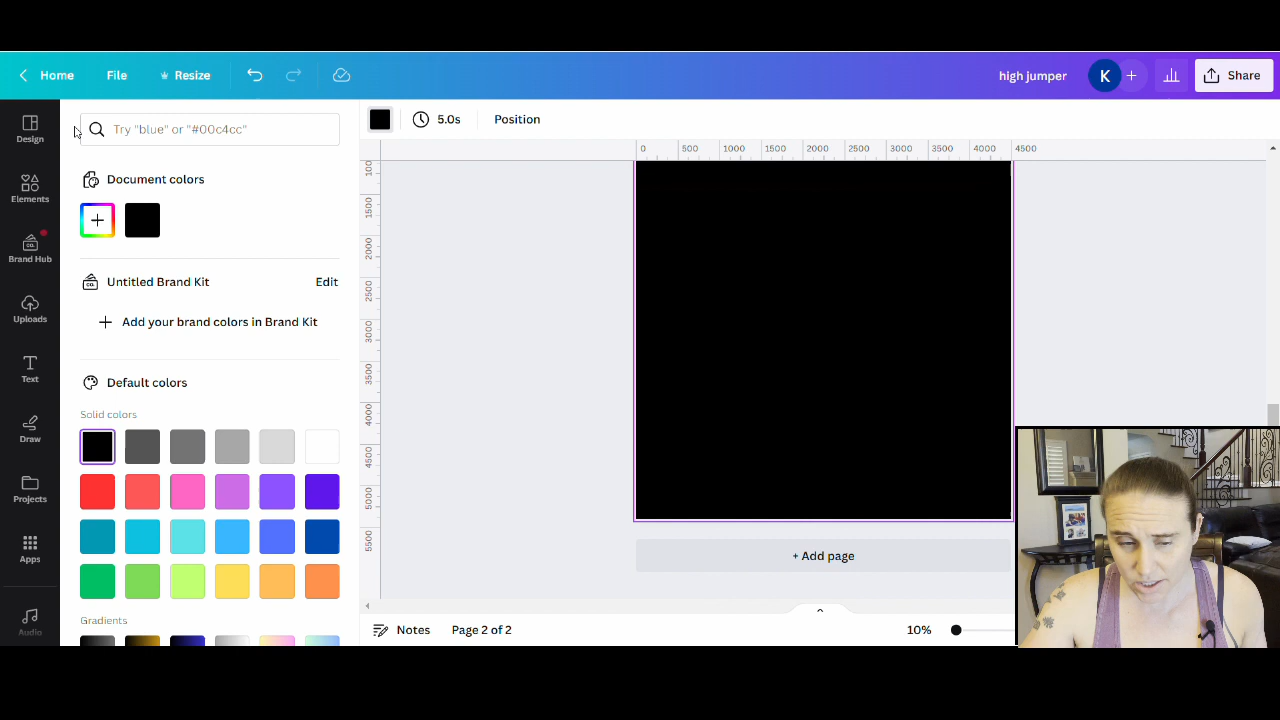 Home File Resize high jumper K + Share
Design
Elements
Brand Hub
CO.
Uploads
Text
Draw
Projects
Apps
Audio
Try "blue" or "#00c4cc"
Document colors
+
Untitled Brand Kit Edit
+ Add your brand colors in Brand Kit
Default colors
Solid colors
Gradients
5.0s Position
0 500 1000 1500 2000 2500 3000 3500 4000 4500
100
1500
2000
2500
3000
3500
4000
4500
5000
5500
+ Add page
Notes Page 2 of 2 10%